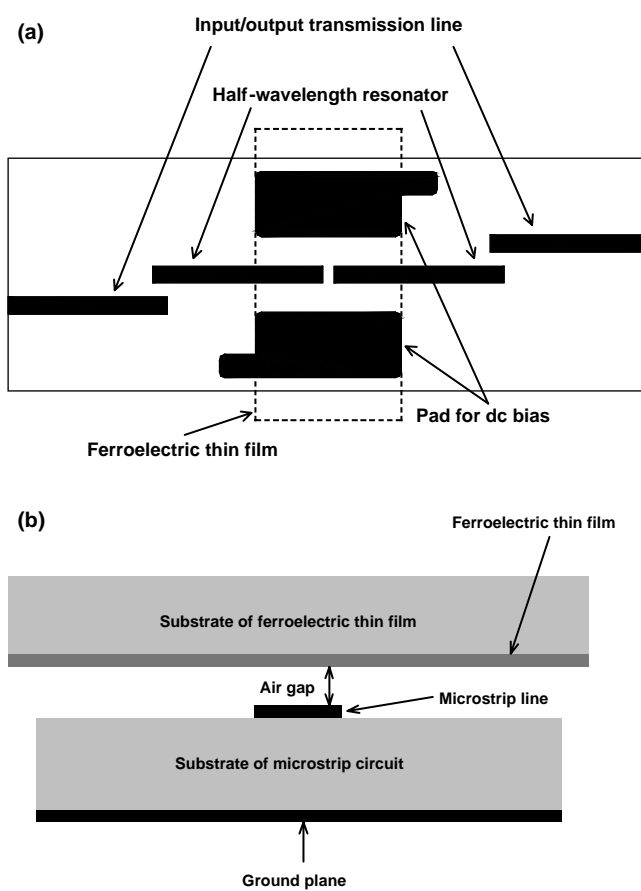 (a)
Input/output transmission line
Half-wavelength resonator
Pad for dc bias
Ferroelectric thin film
(b)
Ferroelectric thin film
Substrate of ferroelectric thin film
Air gap
Microstrip line
Substrate of microstrip circuit
Ground plane